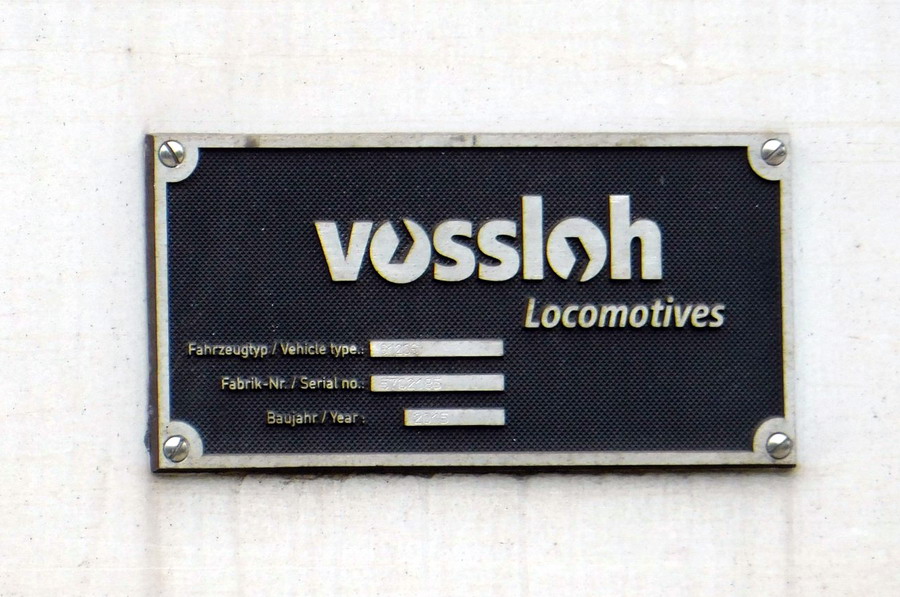 vossloh
Locomotives
Fahrzeugtyp / Vehicle type.:
Fabrik-Nr. / Serial no.:
Baujahr / Year :